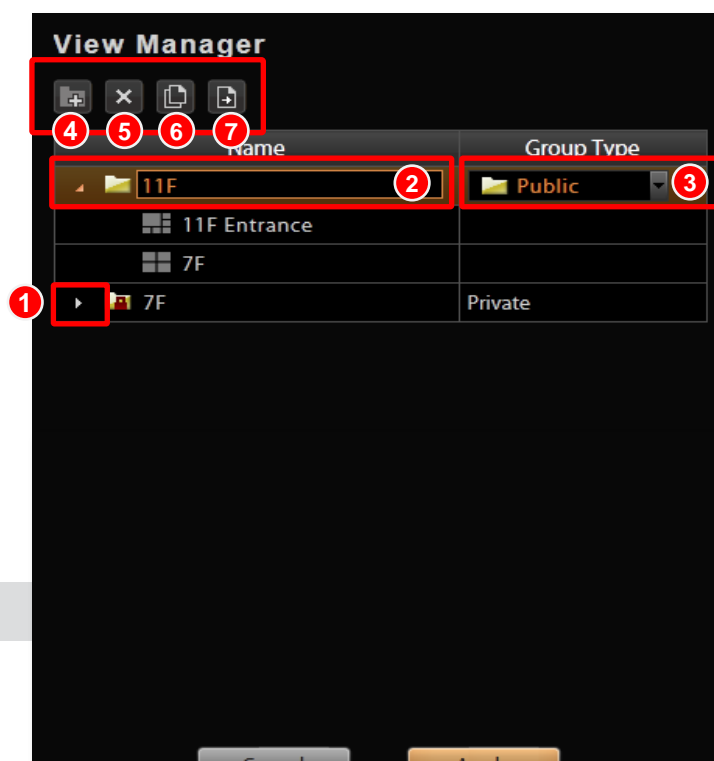 View Manager
4 5 6 7
Name Group Type
11F 2 Public 3
11F Entrance
7F
1 7F Private